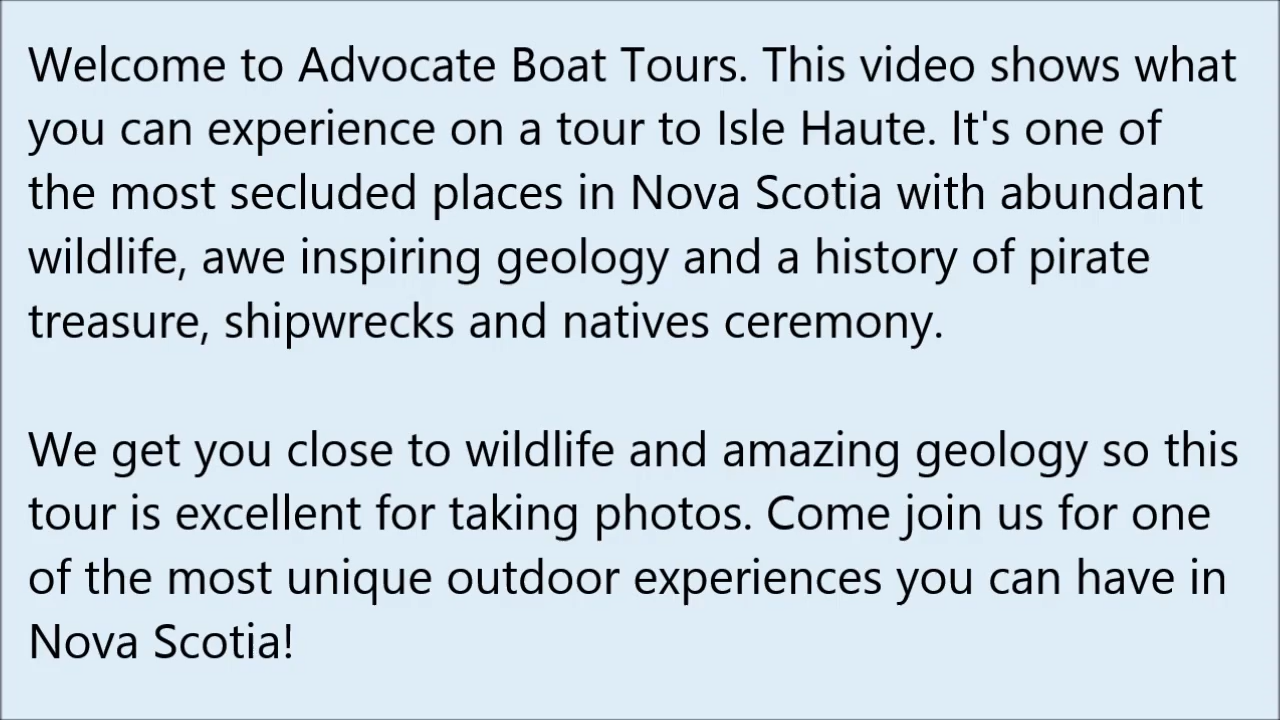 Welcome to Advocate Boat Tours. This video shows what
you can experience on a tour to Isle Haute. It's one of
the most secluded places in Nova Scotia with abundant
wildlife, awe inspiring geology and a history of pirate
treasure, shipwrecks and natives ceremony.
We get you close to wildlife and amazing geology so this
tour is excellent for taking photos. Come join us for one
of the most unique outdoor experiences you can have in
Nova Scotia!